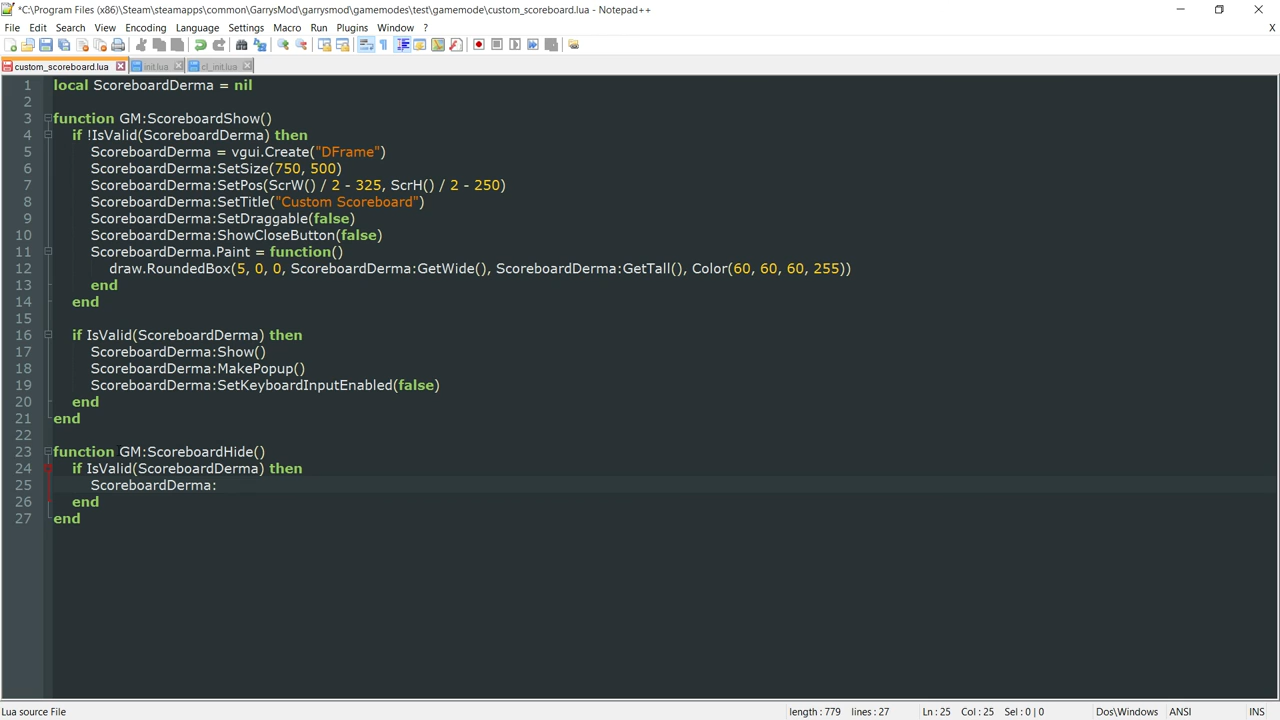 *C:\Program Files (x86)\Steam\steamapps\common\GarrysMod\garrysmod\gamemodes\test\gamemode\custom_scoreboard.lua - Notepad++
File Edit Search View Encoding Language Settings Macro Run Plugins Window ? X
custom_scoreboard.lua init.lua cl_init.lua
1 local ScoreboardDerma = nil
2
3 function GM:ScoreboardShow()
4 if !IsValid(ScoreboardDerma) then
5 ScoreboardDerma = vgui.Create("DFrame")
6 ScoreboardDerma:SetSize(750, 500)
7 ScoreboardDerma:SetPos(ScrW() / 2 - 325, ScrH() / 2 - 250)
8 ScoreboardDerma:SetTitle("Custom Scoreboard")
9 ScoreboardDerma:SetDraggable(false)
10 ScoreboardDerma:ShowCloseButton(false)
11 ScoreboardDerma.Paint = function()
12 draw.RoundedBox(5, 0, 0, ScoreboardDerma:GetWide(), ScoreboardDerma:GetTall(), Color(60, 60, 60, 255))
13 end
14 end
15
16 if IsValid(ScoreboardDerma) then
17 ScoreboardDerma:Show()
18 ScoreboardDerma:MakePopup()
19 ScoreboardDerma:SetKeyboardInputEnabled(false)
20 end
21 end
22
23 function GM:ScoreboardHide()
24 if IsValid(ScoreboardDerma) then
25 ScoreboardDerma:
26 end
27 end
Lua source File length : 779 lines : 27 Ln : 25 Col : 25 Sel : 0 | 0 Dos\Windows ANSI INS